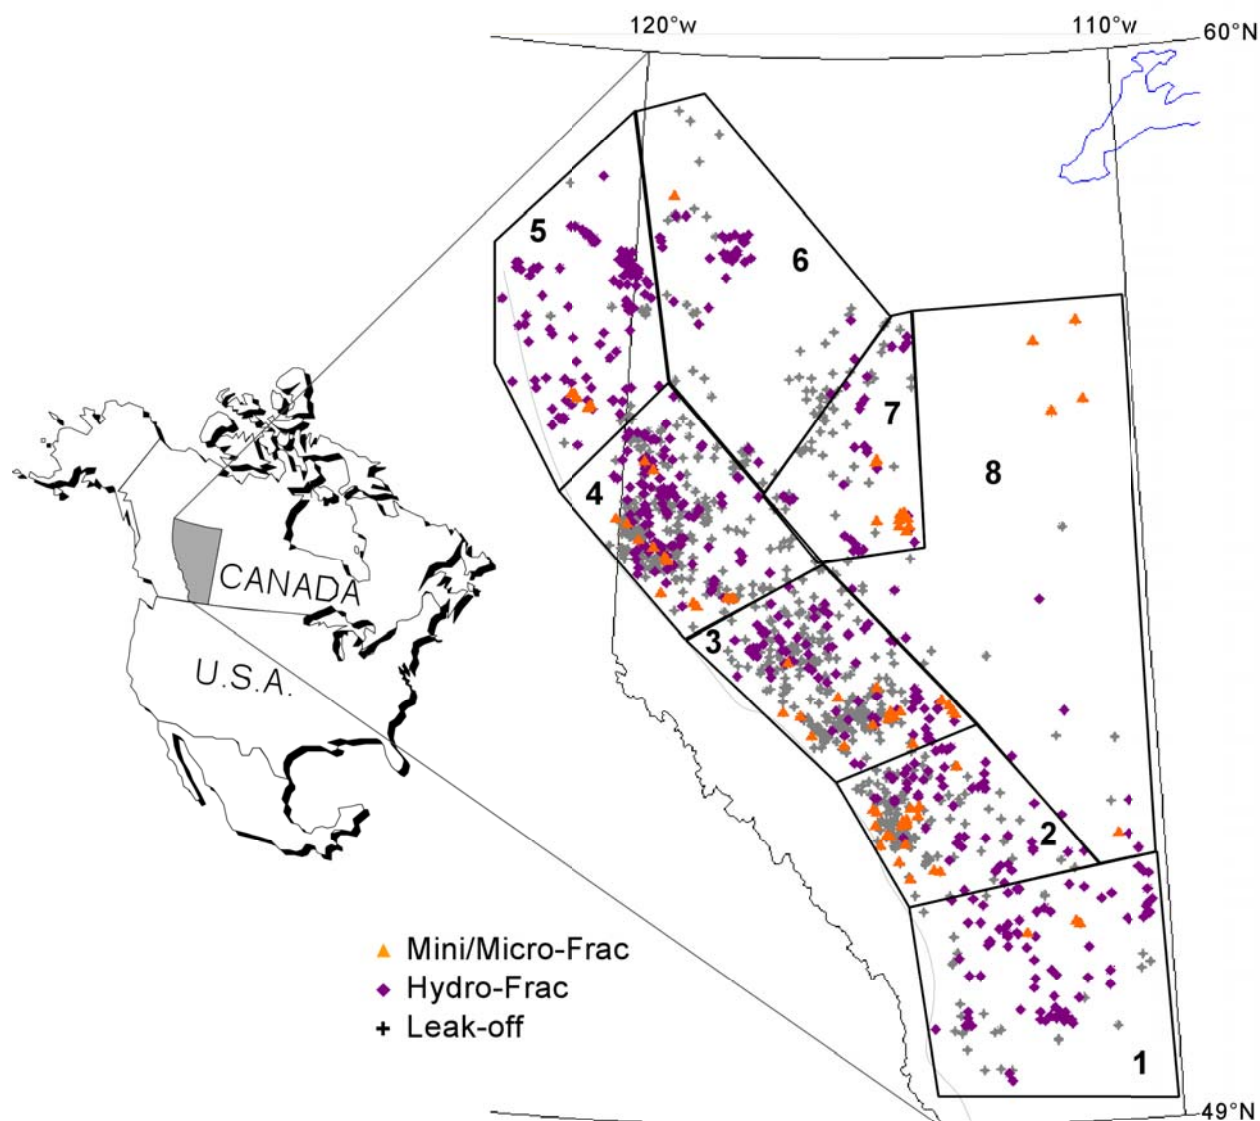 120°w
110°w
60°N
5
6
7
8
4
3
2
1
CANADA
U.S.A.
Mini/Micro-Frac
Hydro-Frac
Leak-off
49°N